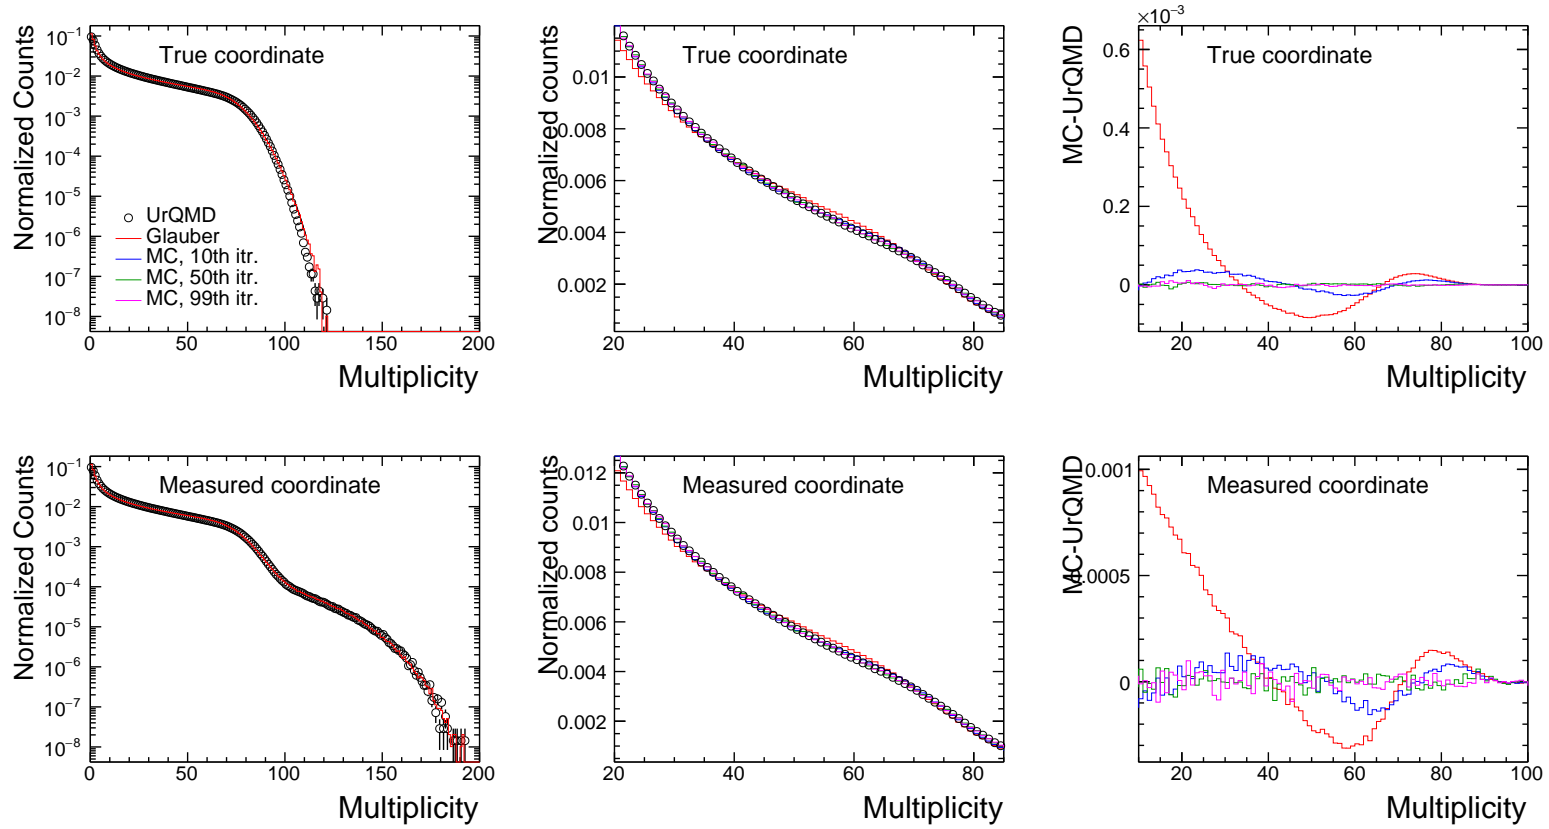 True coordinate
Normalized Counts
10⁻¹
10⁻²
10⁻³
10⁻⁴
10⁻⁵
10⁻⁶
10⁻⁷
10⁻⁸
UrQMD
Glauber
MC, 10th itr.
MC, 50th itr.
MC, 99th itr.
0 50 100 150 200
Multiplicity
True coordinate
Normalized counts
0.01
0.008
0.006
0.004
0.002
20 40 60 80
Multiplicity
×10⁻³
True coordinate
MC-UrQMD
0.6
0.4
0.2
0
20 40 60 80 100
Multiplicity
Measured coordinate
Normalized Counts
10⁻¹
10⁻²
10⁻³
10⁻⁴
10⁻⁵
10⁻⁶
10⁻⁷
10⁻⁸
0 50 100 150 200
Multiplicity
Measured coordinate
Normalized counts
0.012
0.01
0.008
0.006
0.004
0.002
20 40 60 80
Multiplicity
Measured coordinate
MC-UrQMD
0.001
0.0005
0
20 40 60 80 100
Multiplicity